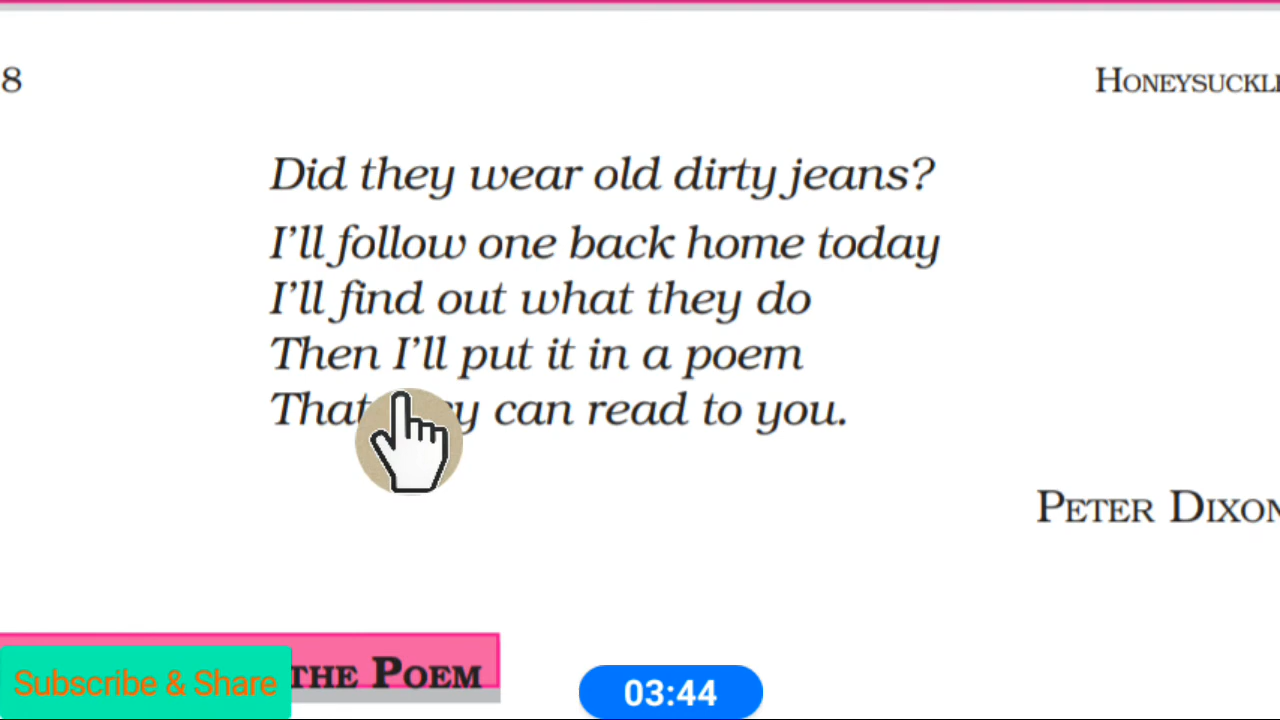 8
HONEYSUCKL
Did they wear old dirty jeans?
I'll follow one back home today
I'll find out what they do
Then I'll put it in a poem
That can read to you.
PETER DIXON
THE POEM
Subscribe & Share
03:44